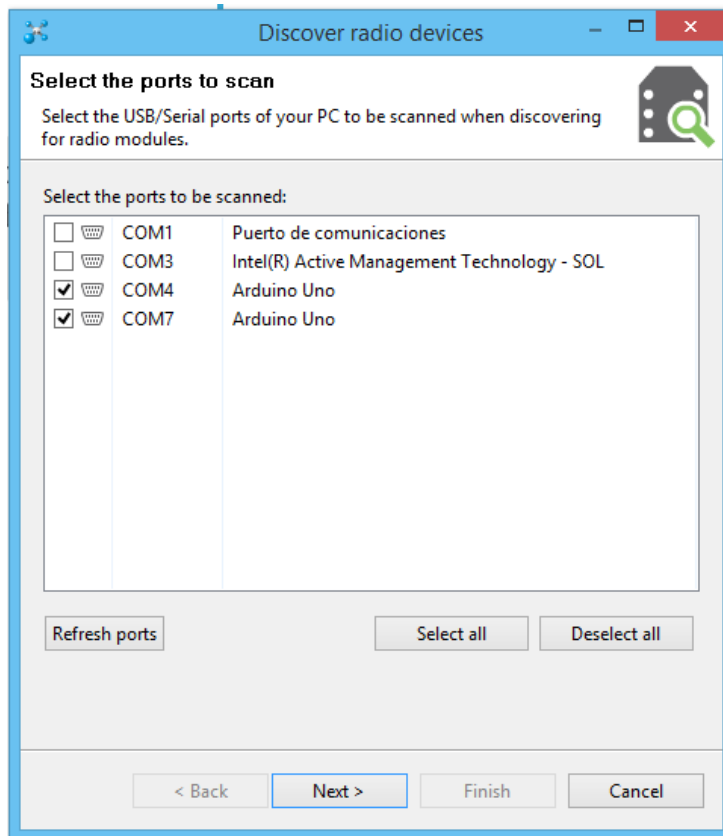 Discover radio devices
Select the ports to scan
Select the USB/Serial ports of your PC to be scanned when discovering
for radio modules.
Select the ports to be scanned:
COM1 Puerto de comunicaciones
COM3 Intel(R) Active Management Technology - SOL
COM4 Arduino Uno
COM7 Arduino Uno
Refresh ports Select all Deselect all
< Back Next > Finish Cancel